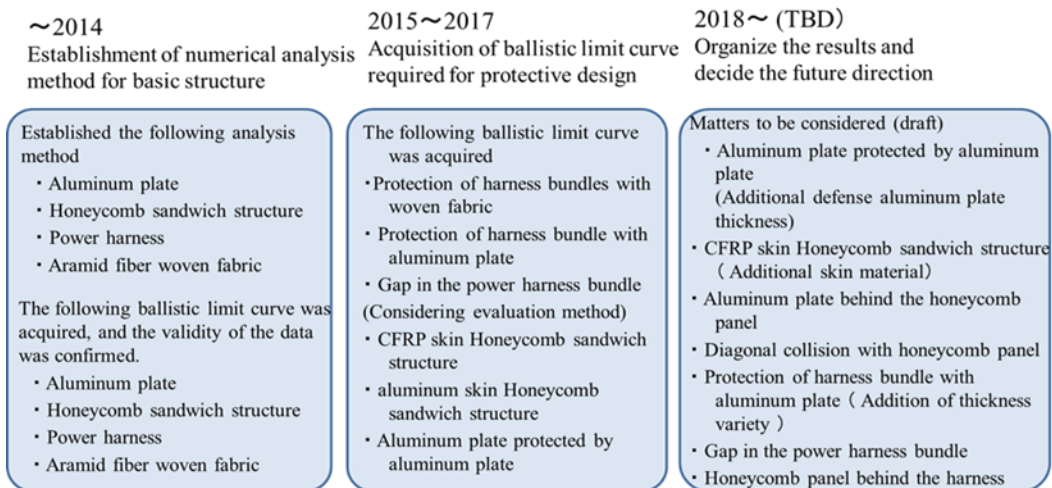 ～2014
Establishment of numerical analysis
method for basic structure
Established the following analysis
method
・Aluminum plate
・Honeycomb sandwich structure
・Power harness
・Aramid fiber woven fabric
The following ballistic limit curve was
acquired, and the validity of the data
was confirmed.
・Aluminum plate
・Honeycomb sandwich structure
・Power harness
・Aramid fiber woven fabric
2015～2017
Acquisition of ballistic limit curve
required for protective design
The following ballistic limit curve
was acquired
・Protection of harness bundles with
woven fabric
・Protection of harness bundle with
aluminum plate
・Gap in the power harness bundle
(Considering evaluation method)
・CFRP skin Honeycomb sandwich
structure
・aluminum skin Honeycomb
sandwich structure
・Aluminum plate protected by
aluminum plate
2018～ (TBD）
Organize the results and
decide the future direction
Matters to be considered (draft)
・Aluminum plate protected by aluminum
plate
(Additional defense aluminum plate
thickness)
・CFRP skin Honeycomb sandwich structure
（Additional skin material）
・Aluminum plate behind the honeycomb
panel
・Diagonal collision with honeycomb panel
・Protection of harness bundle with
aluminum plate（Addition of thickness
variety ）
・Gap in the power harness bundle
・Honeycomb panel behind the harness